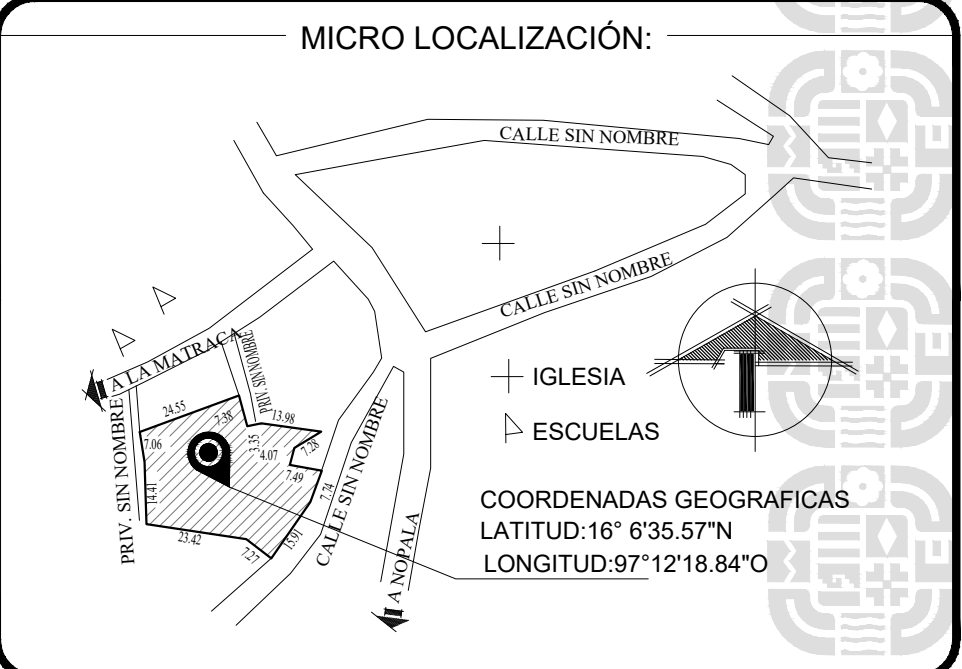 MICRO LOCALIZACIÓN:
CALLE SIN NOMBRE
CALLE SIN NOMBRE
A LA MATRACA
PRIV. SIN NOMBRE
IGLESIA
ESCUELAS
24.55
7.38
13.98
7.06
3.35
4.07
7.28
7.49
14.41
7.74
23.42
15.91
7.27
PRIV. SIN NOMBRE
CALLE SIN NOMBRE
A NOPALA
COORDENADAS GEOGRAFICAS
LATITUD:16° 6'35.57"N
LONGITUD:97°12'18.84"O